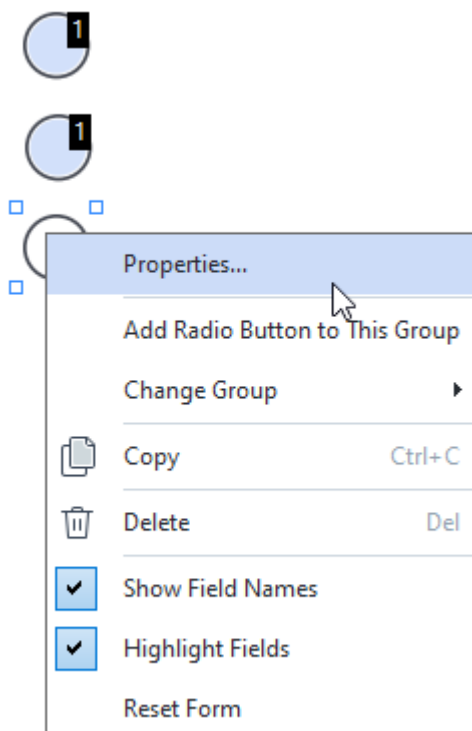 1
1
Properties...
Add Radio Button to This Group
Change Group
Copy Ctrl+C
Delete Del
Show Field Names
Highlight Fields
Reset Form